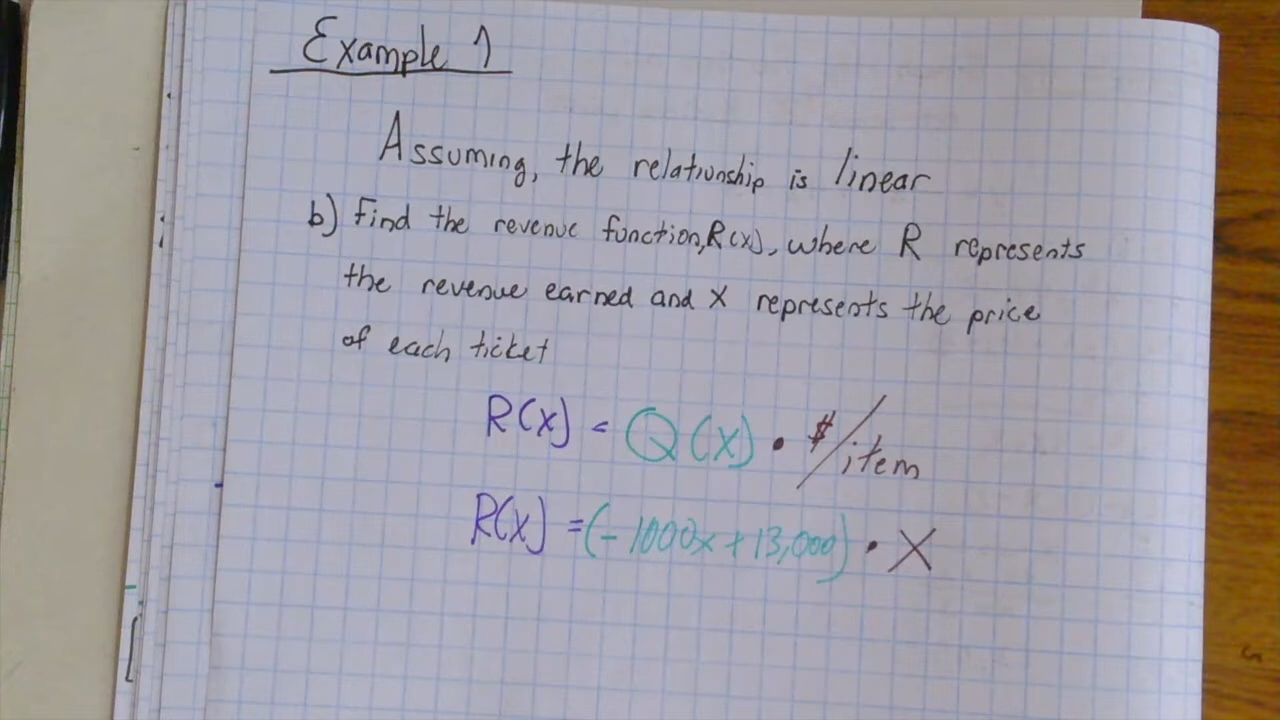 Example 1
Assuming, the relationship is linear
b) Find the revenue function, R(x), where R represents
the revenue earned and x represents the price
of each ticket
R(x) = Q(x) • $/item
R(x) = (-1000x + 13,000) • X